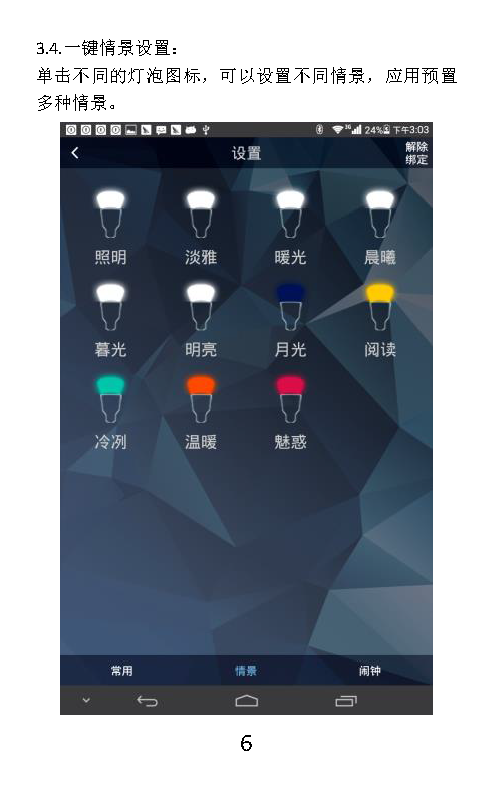 3.4.一键情景设置：
单击不同的灯泡图标，可以设置不同情景，应用预置
多种情景。
3G 24% 下午3:03
设置
解除
绑定
照明 淡雅 暖光 晨曦
暮光 明亮 月光 阅读
冷冽 温暖 魅惑
常用 情景 闹钟
6